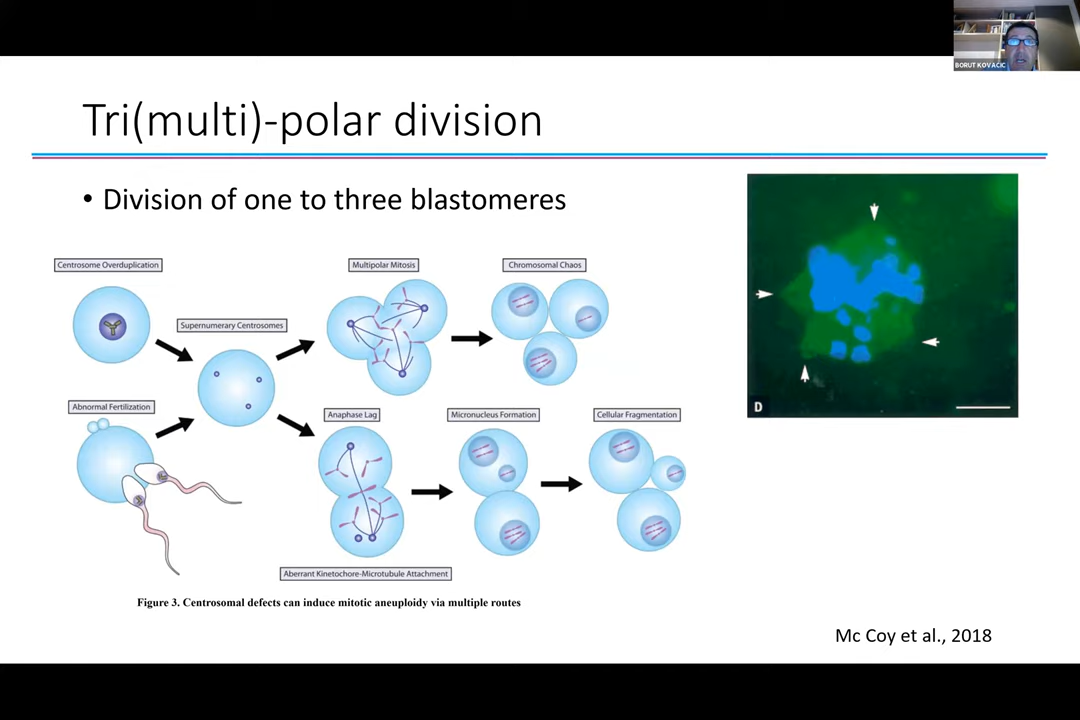 BORUT KOVACIC
Tri(multi)-polar division
• Division of one to three blastomeres
Centrosome Overduplication
Multipolar Mitosis
Chromosomal Chaos
Supernumerary Centrosomes
Abnormal Fertilization
Anaphase Lag
Micronucleus Formation
Cellular Fragmentation
Aberrant Kinetochore-Microtubule Attachment
D
Figure 3. Centrosomal defects can induce mitotic aneuploidy via multiple routes
Mc Coy et al., 2018